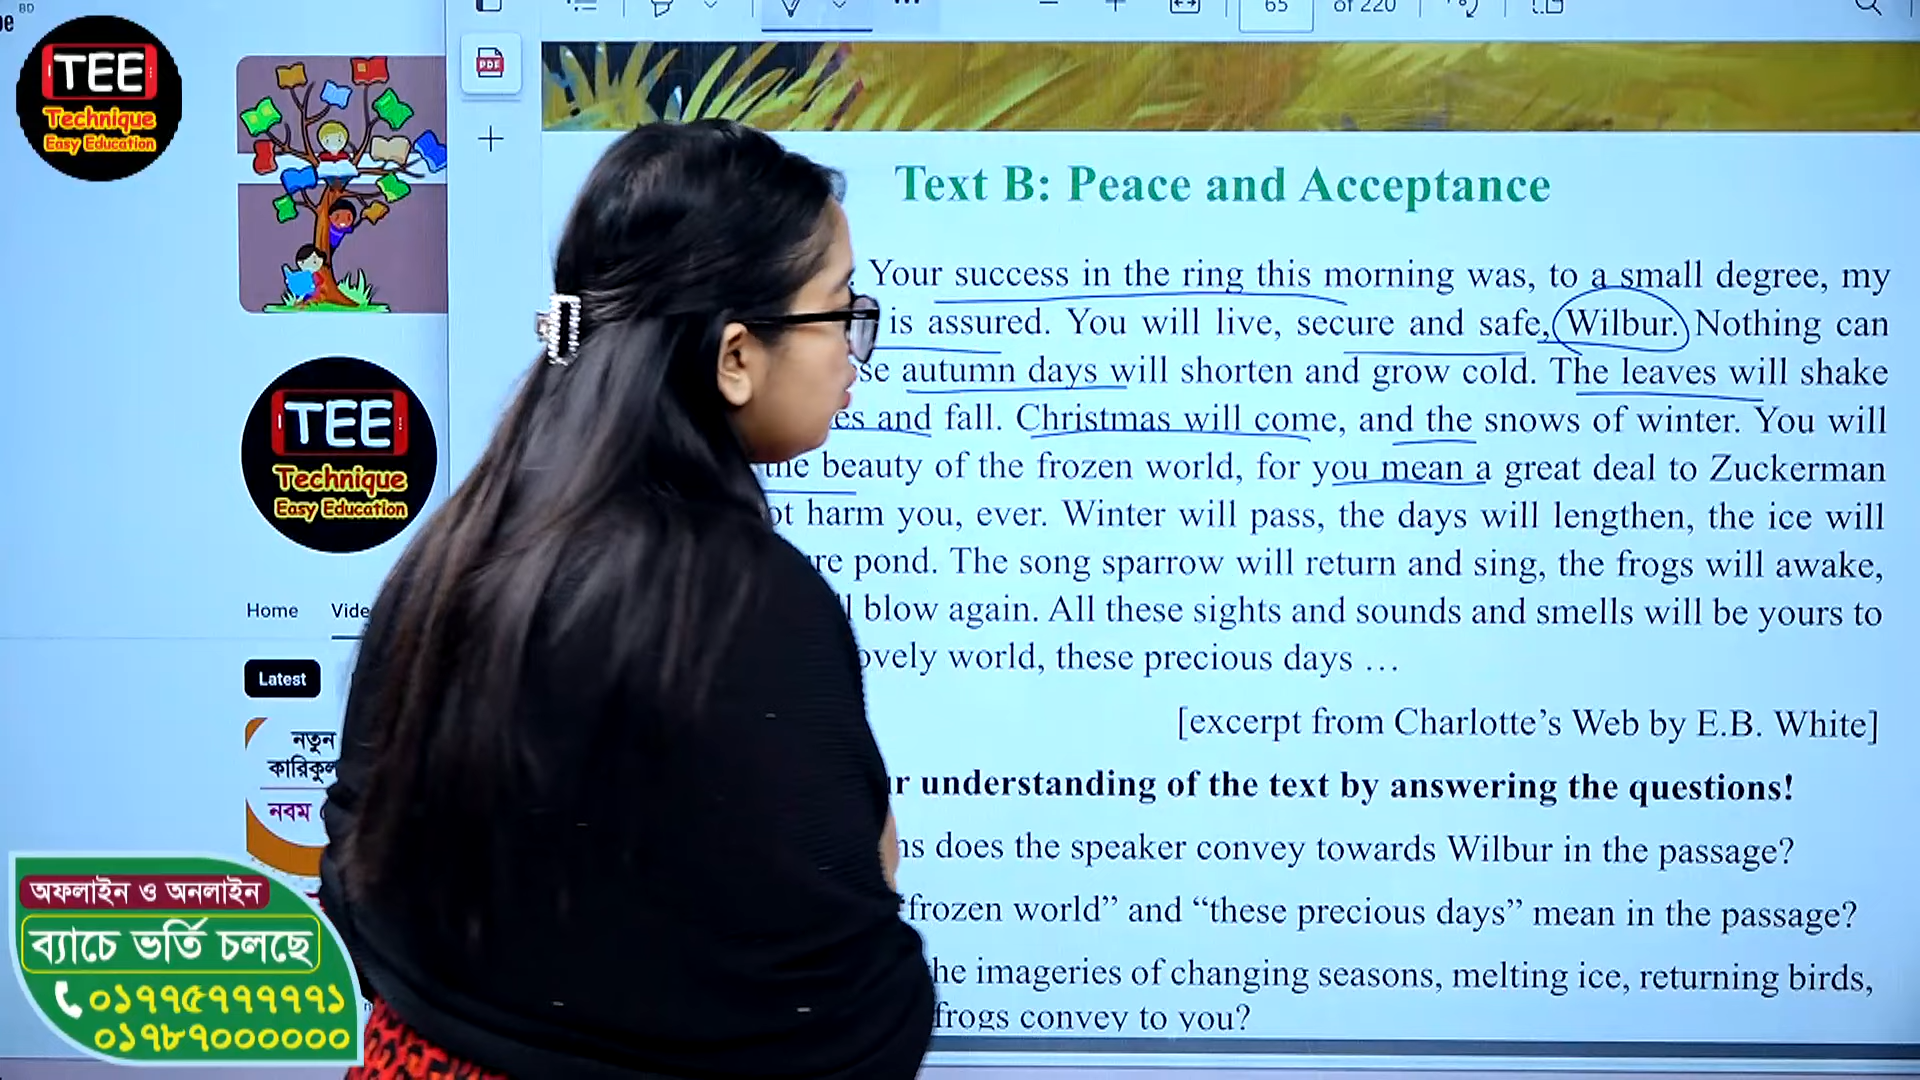 BD
65
of 220
TEE
Technique
Easy Education
PDF
Text B: Peace and Acceptance
Your success in the ring this morning was, to a small degree, my
is assured. You will live, secure and safe, Wilbur. Nothing can
autumn days will shorten and grow cold. The leaves will shake
and fall. Christmas will come, and the snows of winter. You will
the beauty of the frozen world, for you mean a great deal to Zuckerman
harm you, ever. Winter will pass, the days will lengthen, the ice will
pond. The song sparrow will return and sing, the frogs will awake,
blow again. All these sights and sounds and smells will be yours to
world, these precious days …
[excerpt from Charlotte’s Web by E.B. White]
understanding of the text by answering the questions!
does the speaker convey towards Wilbur in the passage?
“frozen world” and “these precious days” mean in the passage?
imageries of changing seasons, melting ice, returning birds,
frogs convey to you?
TEE
Technique
Easy Education
Home
Latest
নতুন
নবম
অফলাইন ও অনলাইন
ব্যাচে ভর্তি চলছে
০১৭৭৫৭৭৭৭৭১
০১৭৮৭০০০০০০